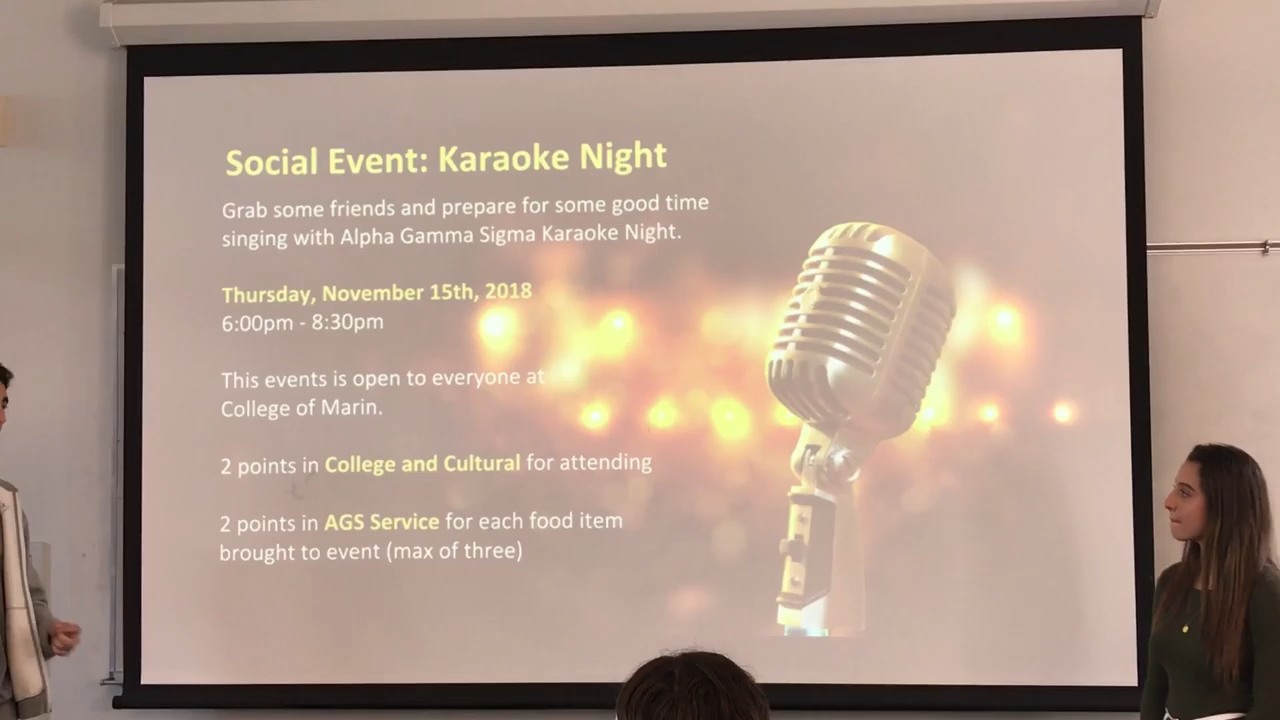 Social Event: Karaoke Night
Grab some friends and prepare for some good time
singing with Alpha Gamma Sigma Karaoke Night.
Thursday, November 15th, 2018
6:00pm - 8:30pm
This events is open to everyone at
College of Marin.
2 points in College and Cultural for attending
2 points in AGS Service for each food item
brought to event (max of three)